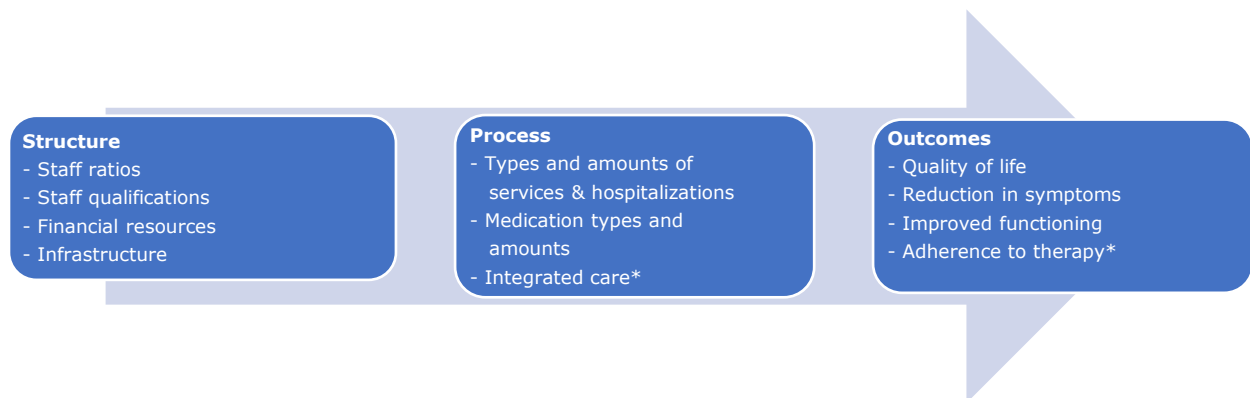 Structure
- Staff ratios
- Staff qualifications
- Financial resources
- Infrastructure
Process
- Types and amounts of
services & hospitalizations
- Medication types and
amounts
- Integrated care*
Outcomes
- Quality of life
- Reduction in symptoms
- Improved functioning
- Adherence to therapy*